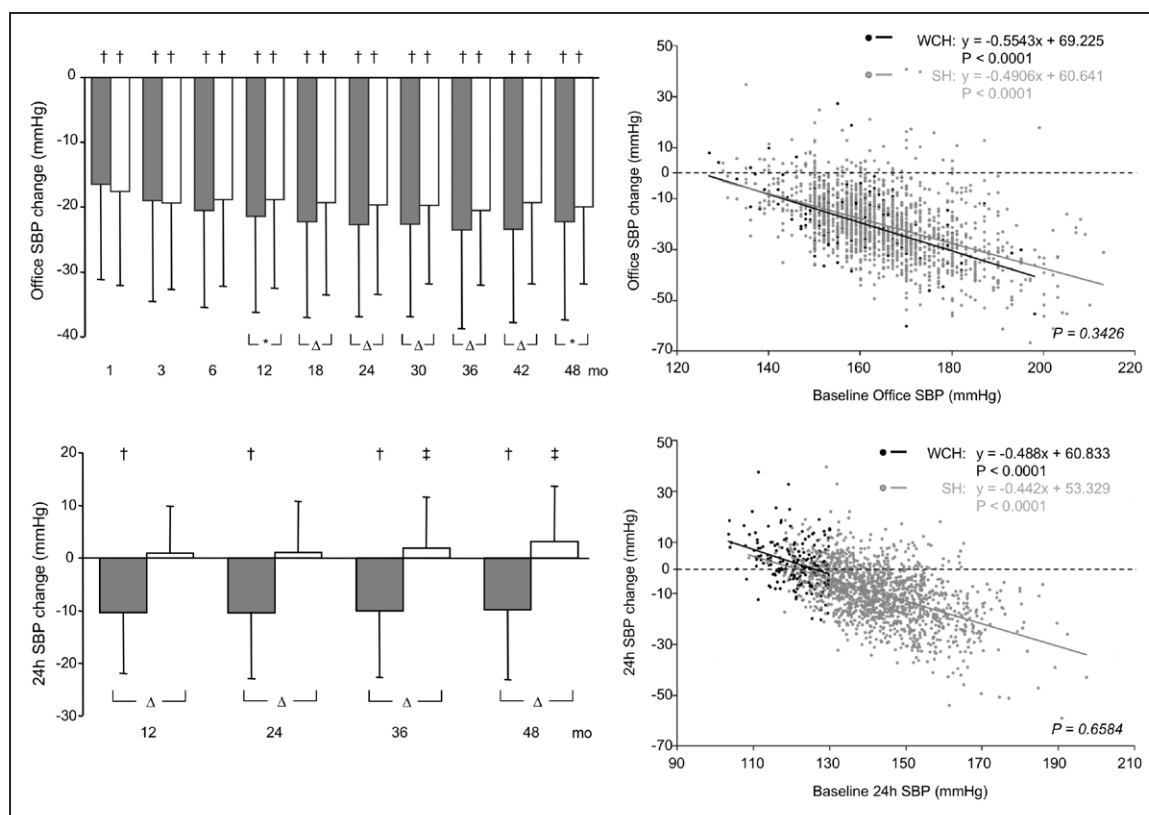 † † † † † † † † † † † † † † † † † † † †
0
-10
-20
-30
-40
Office SBP change (mmHg)
* Δ Δ Δ Δ Δ *
1 3 6 12 18 24 30 36 42 48 mo
50
30
10
0
-10
-30
-50
-70
Office SBP change (mmHg)
WCH: y = -0.5543x + 69.225
P < 0.0001
SH: y = -0.4906x + 60.641
P < 0.0001
P = 0.3426
120 140 160 180 200 220
Baseline Office SBP (mmHg)
20
10
0
-10
-20
-30
24h SBP change (mmHg)
† † † ‡ † ‡
Δ Δ Δ Δ
12 24 36 48 mo
50
30
10
0
-10
-30
-50
-70
24h SBP change (mmHg)
WCH: y = -0.488x + 60.833
P < 0.0001
SH: y = -0.442x + 53.329
P < 0.0001
P = 0.6584
90 110 130 150 170 190 210
Baseline 24h SBP (mmHg)